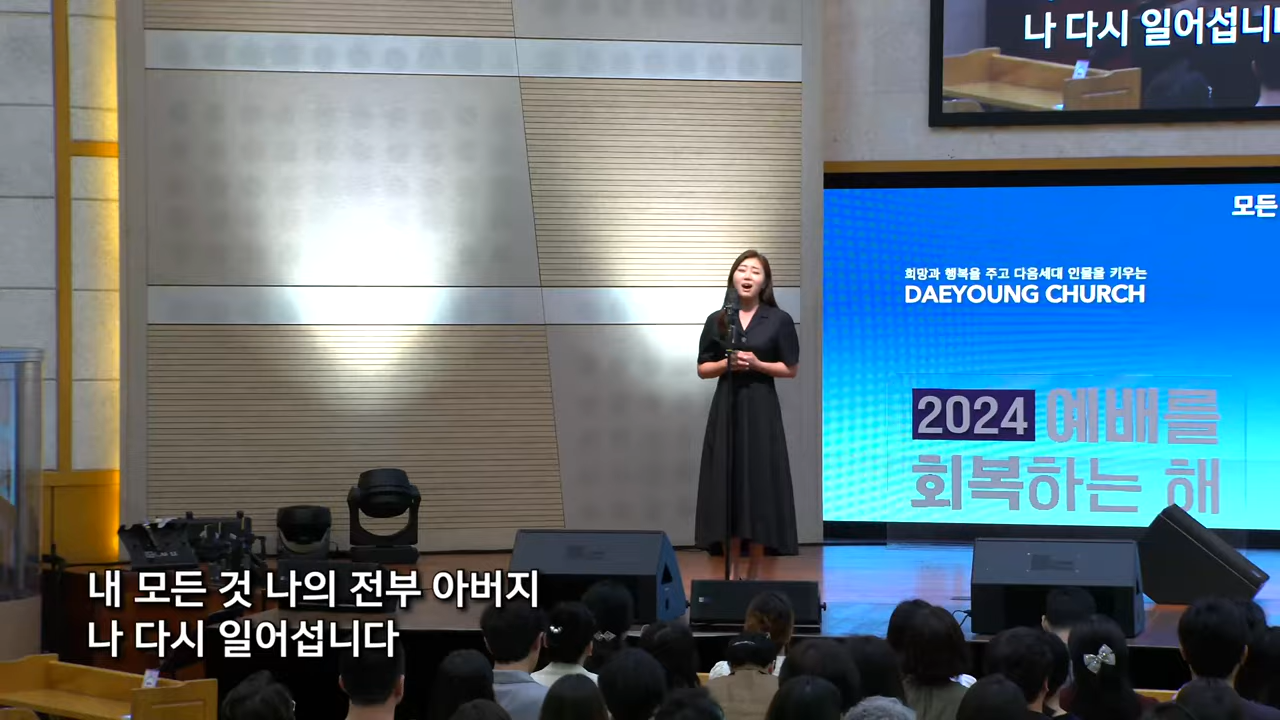 나 다시 일어섭니
모든
희망과 행복을 주고 다음세대 인물을 키우는
DAEYOUNG CHURCH
2024 예배를
회복하는 해
내 모든 것 나의 전부 아버지
나 다시 일어섭니다